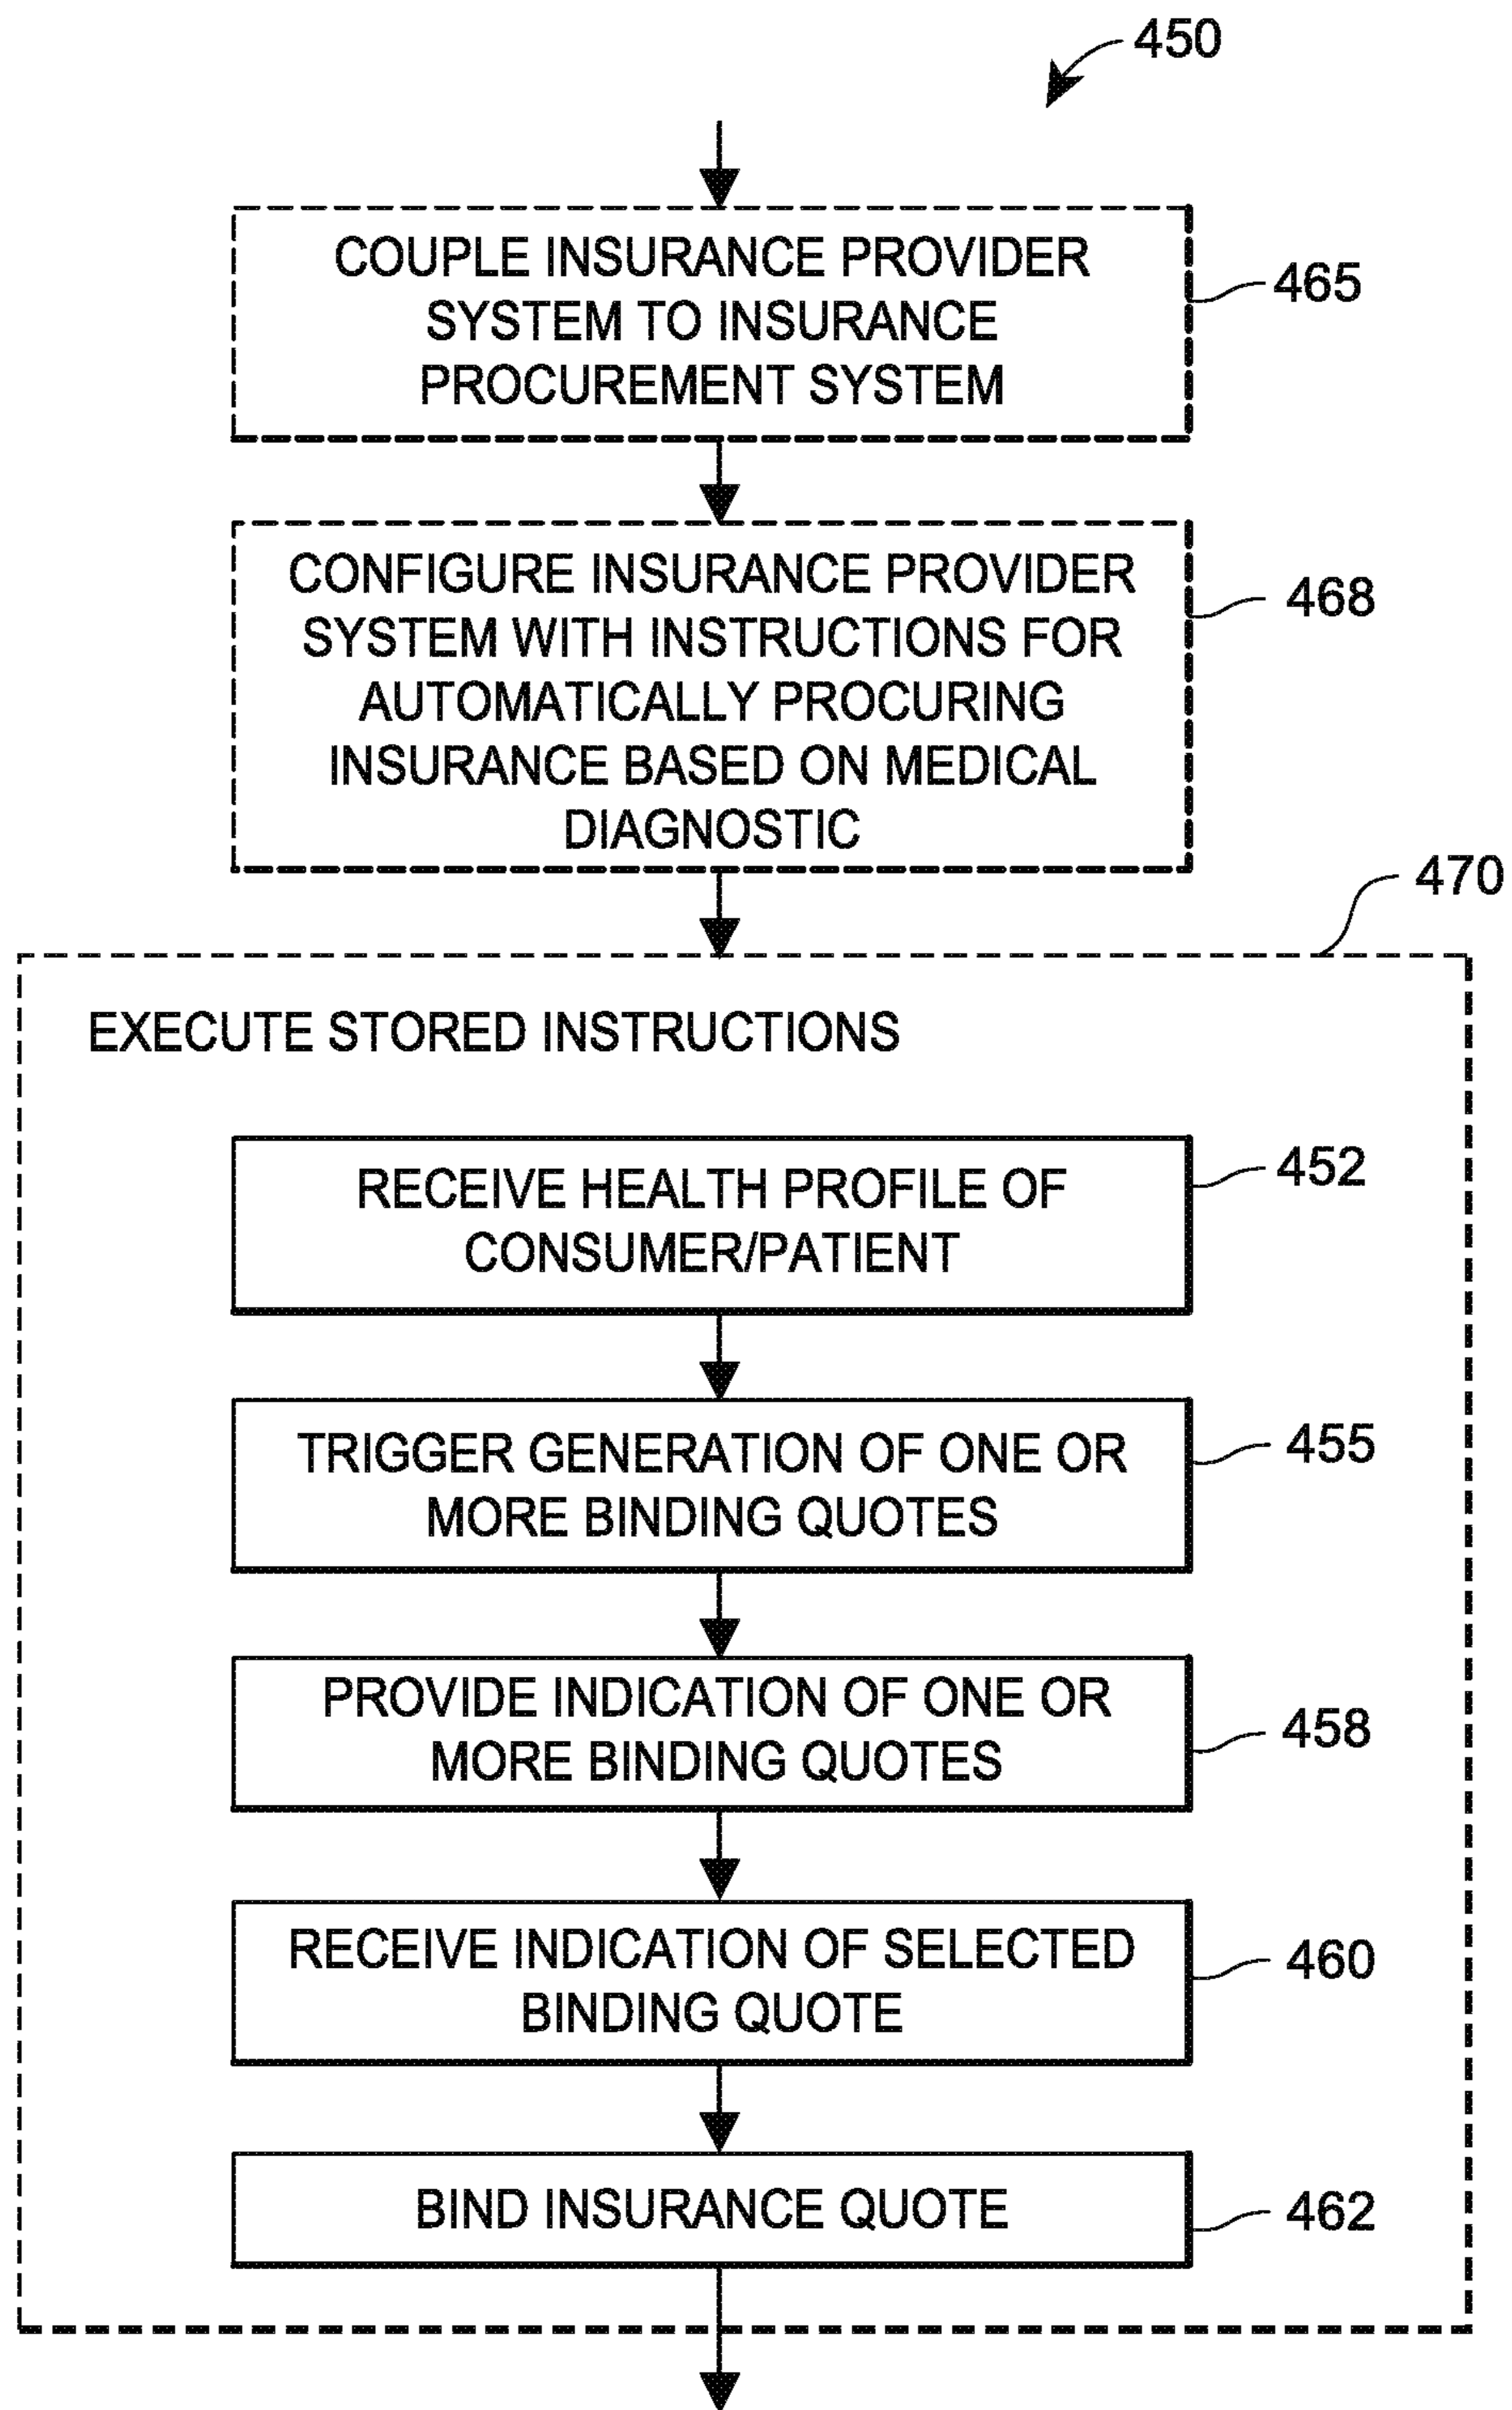 450
COUPLE INSURANCE PROVIDER
SYSTEM TO INSURANCE
PROCUREMENT SYSTEM
465
CONFIGURE INSURANCE PROVIDER
SYSTEM WITH INSTRUCTIONS FOR
AUTOMATICALLY PROCURING
INSURANCE BASED ON MEDICAL
DIAGNOSTIC
468
470
EXECUTE STORED INSTRUCTIONS
RECEIVE HEALTH PROFILE OF
CONSUMER/PATIENT
452
TRIGGER GENERATION OF ONE OR
MORE BINDING QUOTES
455
PROVIDE INDICATION OF ONE OR
MORE BINDING QUOTES
458
RECEIVE INDICATION OF SELECTED
BINDING QUOTE
460
BIND INSURANCE QUOTE
462